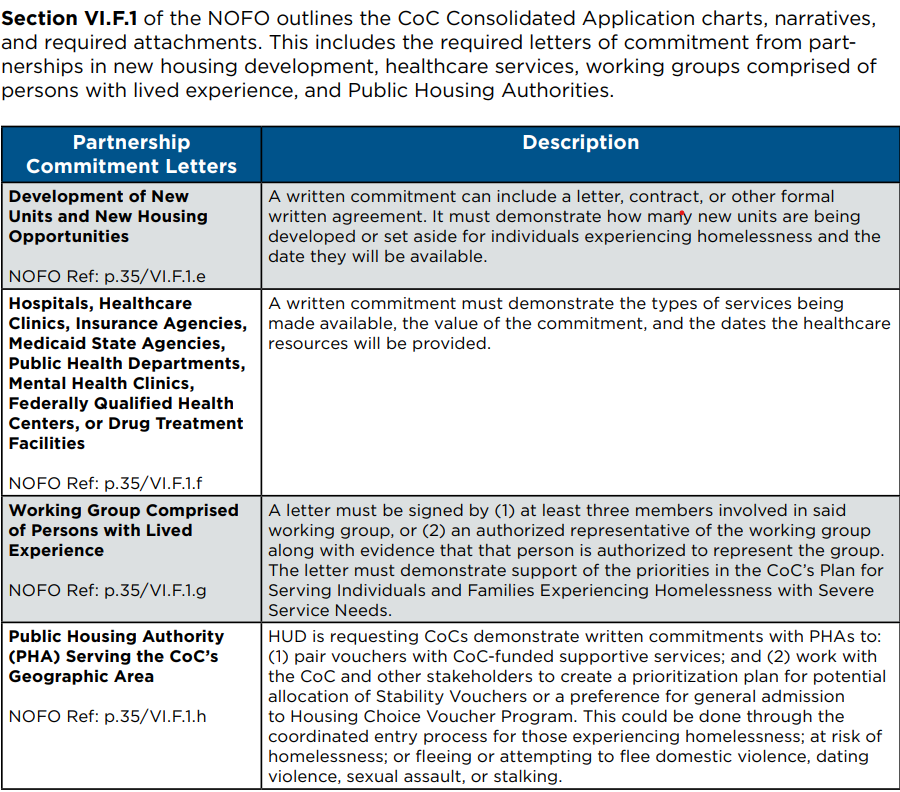 Section VI.F.1 of the NOFO outlines the CoC Consolidated Application charts, narratives,
and required attachments. This includes the required letters of commitment from part-
nerships in new housing development, healthcare services, working groups comprised of
persons with lived experience, and Public Housing Authorities.
Partnership
Commitment Letters
Description
Development of New
Units and New Housing
Opportunities
NOFO Ref: p.35/VI.F.1.e
A written commitment can include a letter, contract, or other formal
written agreement. It must demonstrate how many new units are being
developed or set aside for individuals experiencing homelessness and the
date they will be available.
Hospitals, Healthcare
Clinics, Insurance Agencies,
Medicaid State Agencies,
Public Health Departments,
Mental Health Clinics,
Federally Qualified Health
Centers, or Drug Treatment
Facilities
NOFO Ref: p.35/VI.F.1.f
A written commitment must demonstrate the types of services being
made available, the value of the commitment, and the dates the healthcare
resources will be provided.
Working Group Comprised
of Persons with Lived
Experience
NOFO Ref: p.35/VI.F.1.g
A letter must be signed by (1) at least three members involved in said
working group, or (2) an authorized representative of the working group
along with evidence that that person is authorized to represent the group.
The letter must demonstrate support of the priorities in the CoC's Plan for
Serving Individuals and Families Experiencing Homelessness with Severe
Service Needs.
Public Housing Authority
(PHA) Serving the CoC's
Geographic Area
NOFO Ref: p.35/VI.F.1.h
HUD is requesting CoCs demonstrate written commitments with PHAs to:
(1) pair vouchers with CoC-funded supportive services; and (2) work with
the CoC and other stakeholders to create a prioritization plan for potential
allocation of Stability Vouchers or a preference for general admission
to Housing Choice Voucher Program. This could be done through the
coordinated entry process for those experiencing homelessness; at risk of
homelessness; or fleeing or attempting to flee domestic violence, dating
violence, sexual assault, or stalking.